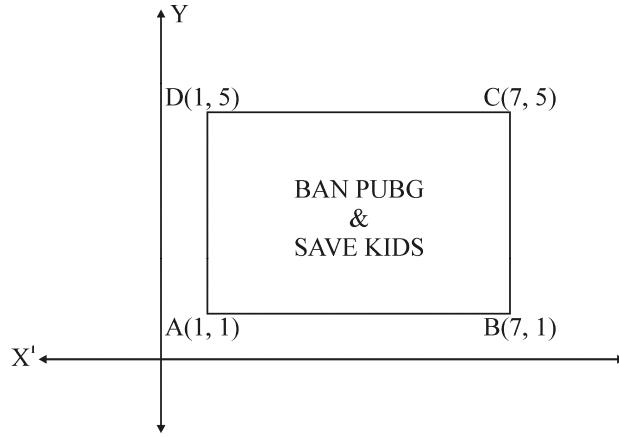 Y
D(1, 5) C(7, 5)
BAN PUBG
&
SAVE KIDS
A(1, 1) B(7, 1)
X'